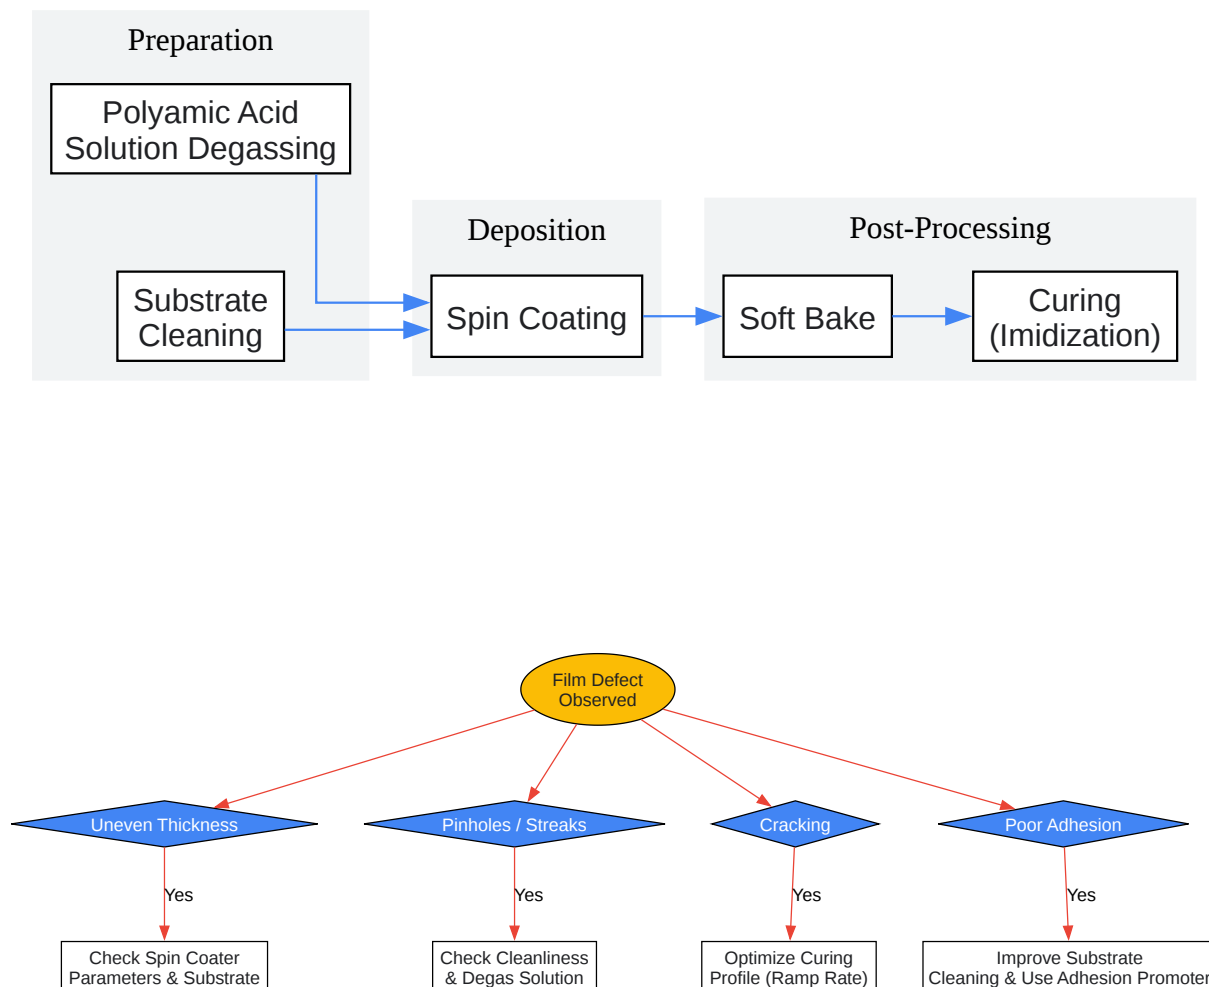 Preparation
Polyamic Acid
Solution Degassing
Substrate
Cleaning
Deposition
Spin Coating
Post-Processing
Soft Bake
Curing
(Imidization)
Film Defect
Observed
Uneven Thickness
Pinholes / Streaks
Cracking
Poor Adhesion
Yes
Yes
Yes
Yes
Check Spin Coater
Parameters & Substrate
Check Cleanliness
& Degas Solution
Optimize Curing
Profile (Ramp Rate)
Improve Substrate
Cleaning & Use Adhesion Promoter